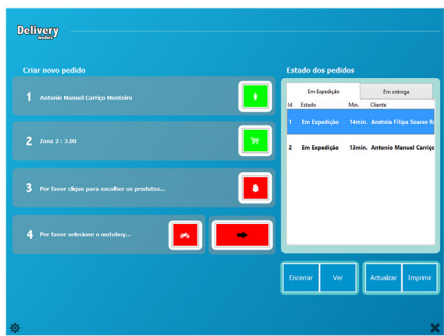 Delivery
module
Criar novo pedido
1 Antonio Manuel Carriço Monteiro
2 Zona 2 : 3.00
3 Por favor clique para escolher os produtos...
4 Por favor selecione o motoboy...
Estado dos pedidos
Em Expedição Em entrega
Id Estado Min. Cliente
1 Em Expedição 14min. Andreia Filipa Soares R
2 Em Expedição 13min. Antonio Manuel Carriç
Encerrar Ver Actualizar Imprimir